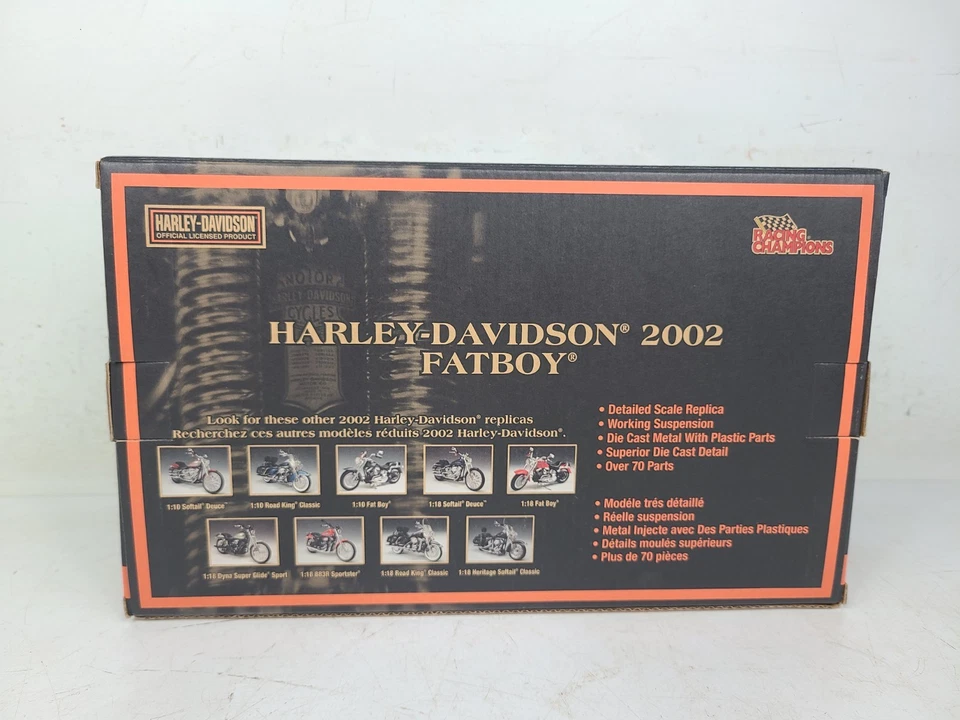 HARLEY-DAVIDSON
OFFICIAL LICENSED PRODUCT
RACING
CHAMPIONS
MOTOR
HARLEY-DAVIDSON
CYCLES
HARLEY-DAVIDSON® 2002
FATBOY®
Look for these other 2002 Harley-Davidson® replicas
Recherchez ces autres modèles réduits 2002 Harley-Davidson®.
1:10 Softail® Deuce™
1:10 Road King® Classic
1:10 Fat Boy®
1:18 Softail® Deuce™
1:18 Fat Boy®
1:18 Dyna Super Glide® Sport
1:18 883R Sportster®
1:18 Road King® Classic
1:18 Heritage Softail® Classic
• Detailed Scale Replica
• Working Suspension
• Die Cast Metal With Plastic Parts
• Superior Die Cast Detail
• Over 70 Parts
• Modèle trés détaillé
• Réelle suspension
• Metal Injecte avec Des Parties Plastiques
• Détails moulés supérieurs
• Plus de 70 pièces